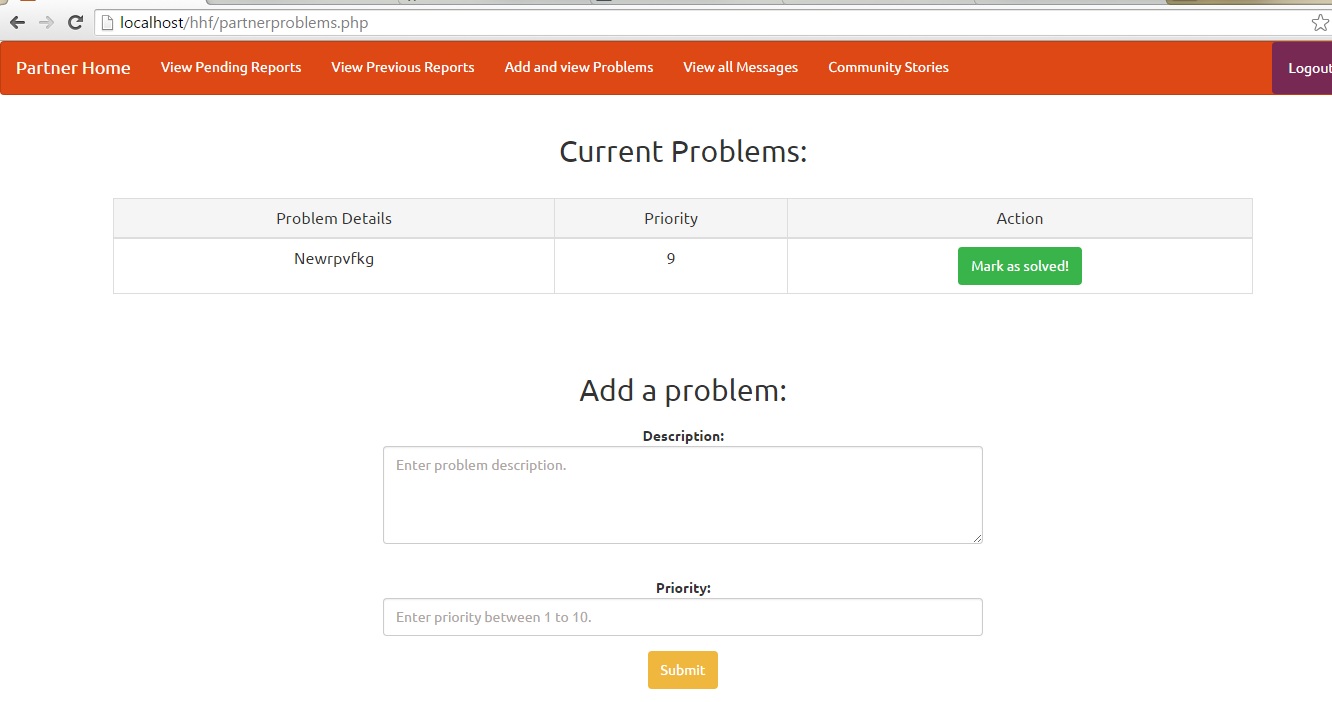 localhost/hhf/partnerproblems.php
Partner Home View Pending Reports View Previous Reports Add and view Problems View all Messages Community Stories Logout
Current Problems:
Problem Details Priority Action
Newrpvfkg 9 Mark as solved!
Add a problem:
Description:
Enter problem description.
Priority:
Enter priority between 1 to 10.
Submit